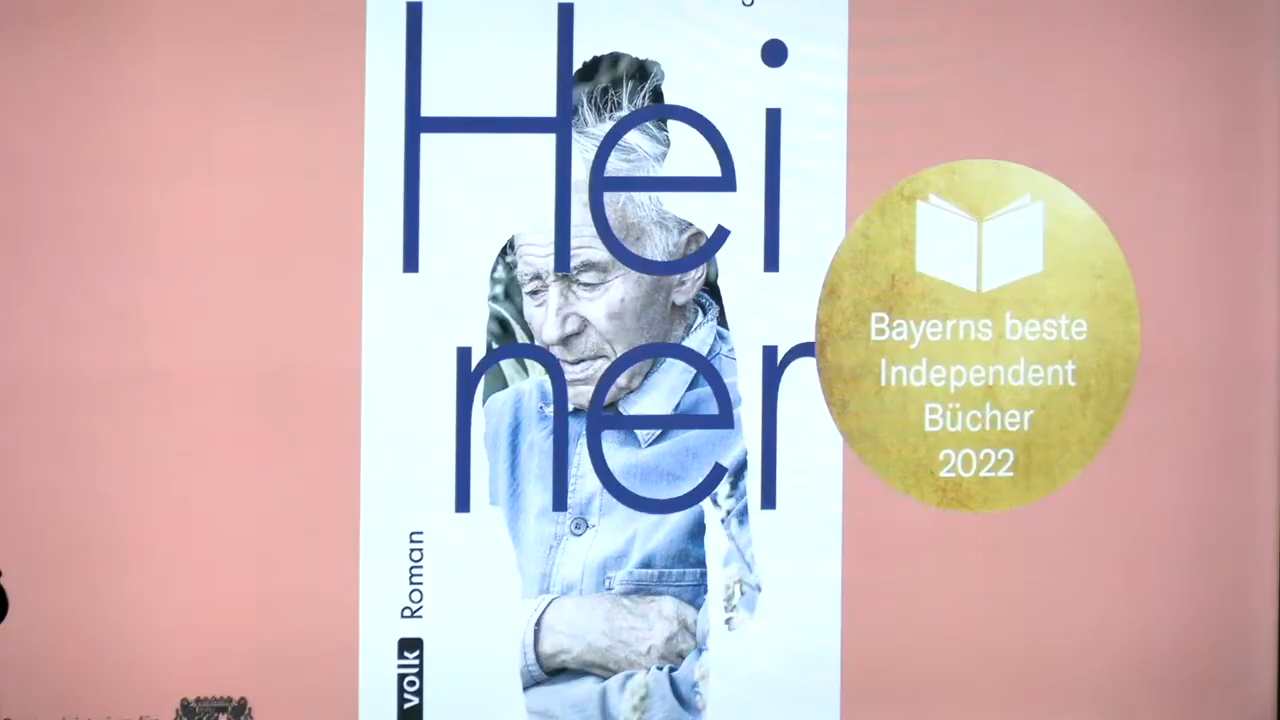 Hei
ner
Roman
volk
Bayerns beste
Independent
Bücher
2022